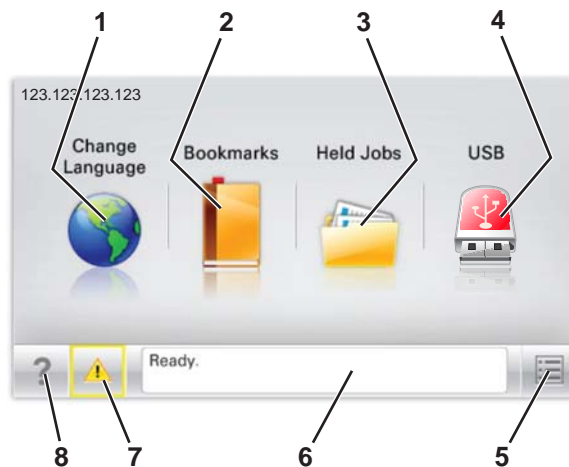 1 2 3 4
123.123.123.123
Change
Language
Bookmarks
Held Jobs
USB
?
!
Ready.
8 7 6 5